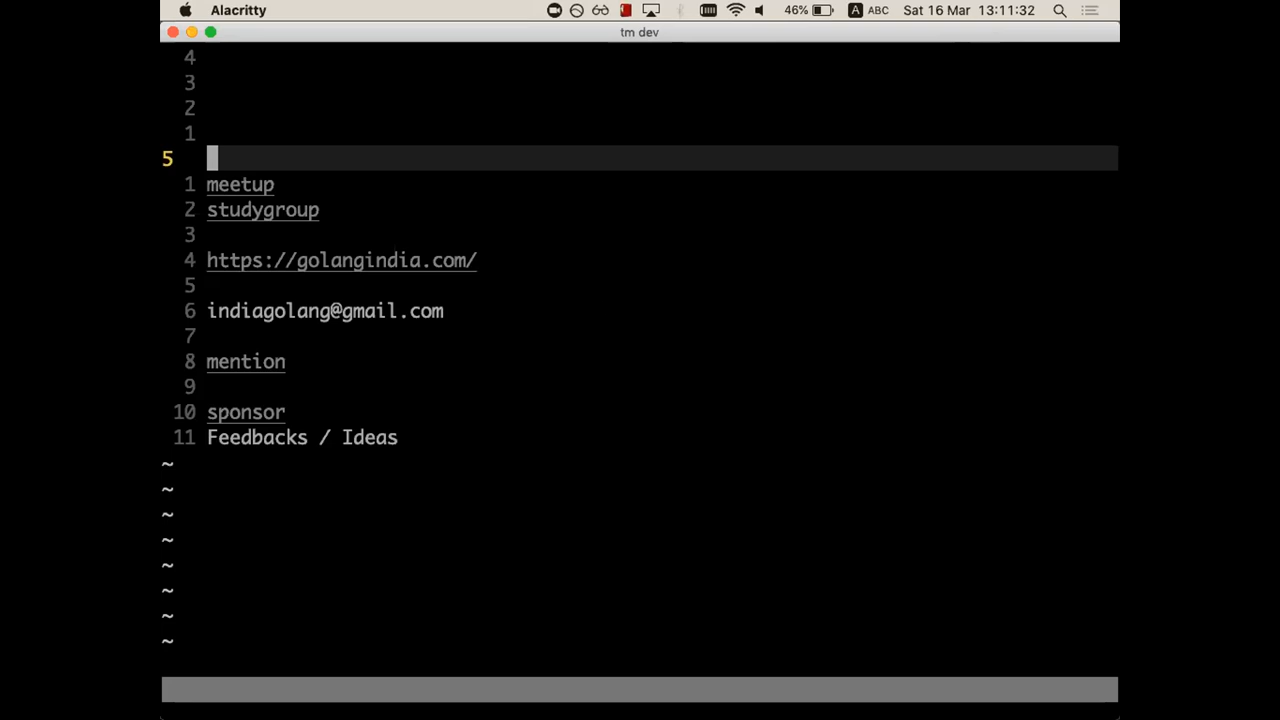 Alacritty 46% A ABC Sat 16 Mar 13:11:32
tm dev
4
3
2
1
5
1 meetup
2 studygroup
3
4 https://golangindia.com/
5
6 indiagolang@gmail.com
7
8 mention
9
10 sponsor
11 Feedbacks / Ideas
~
~
~
~
~
~
~
~